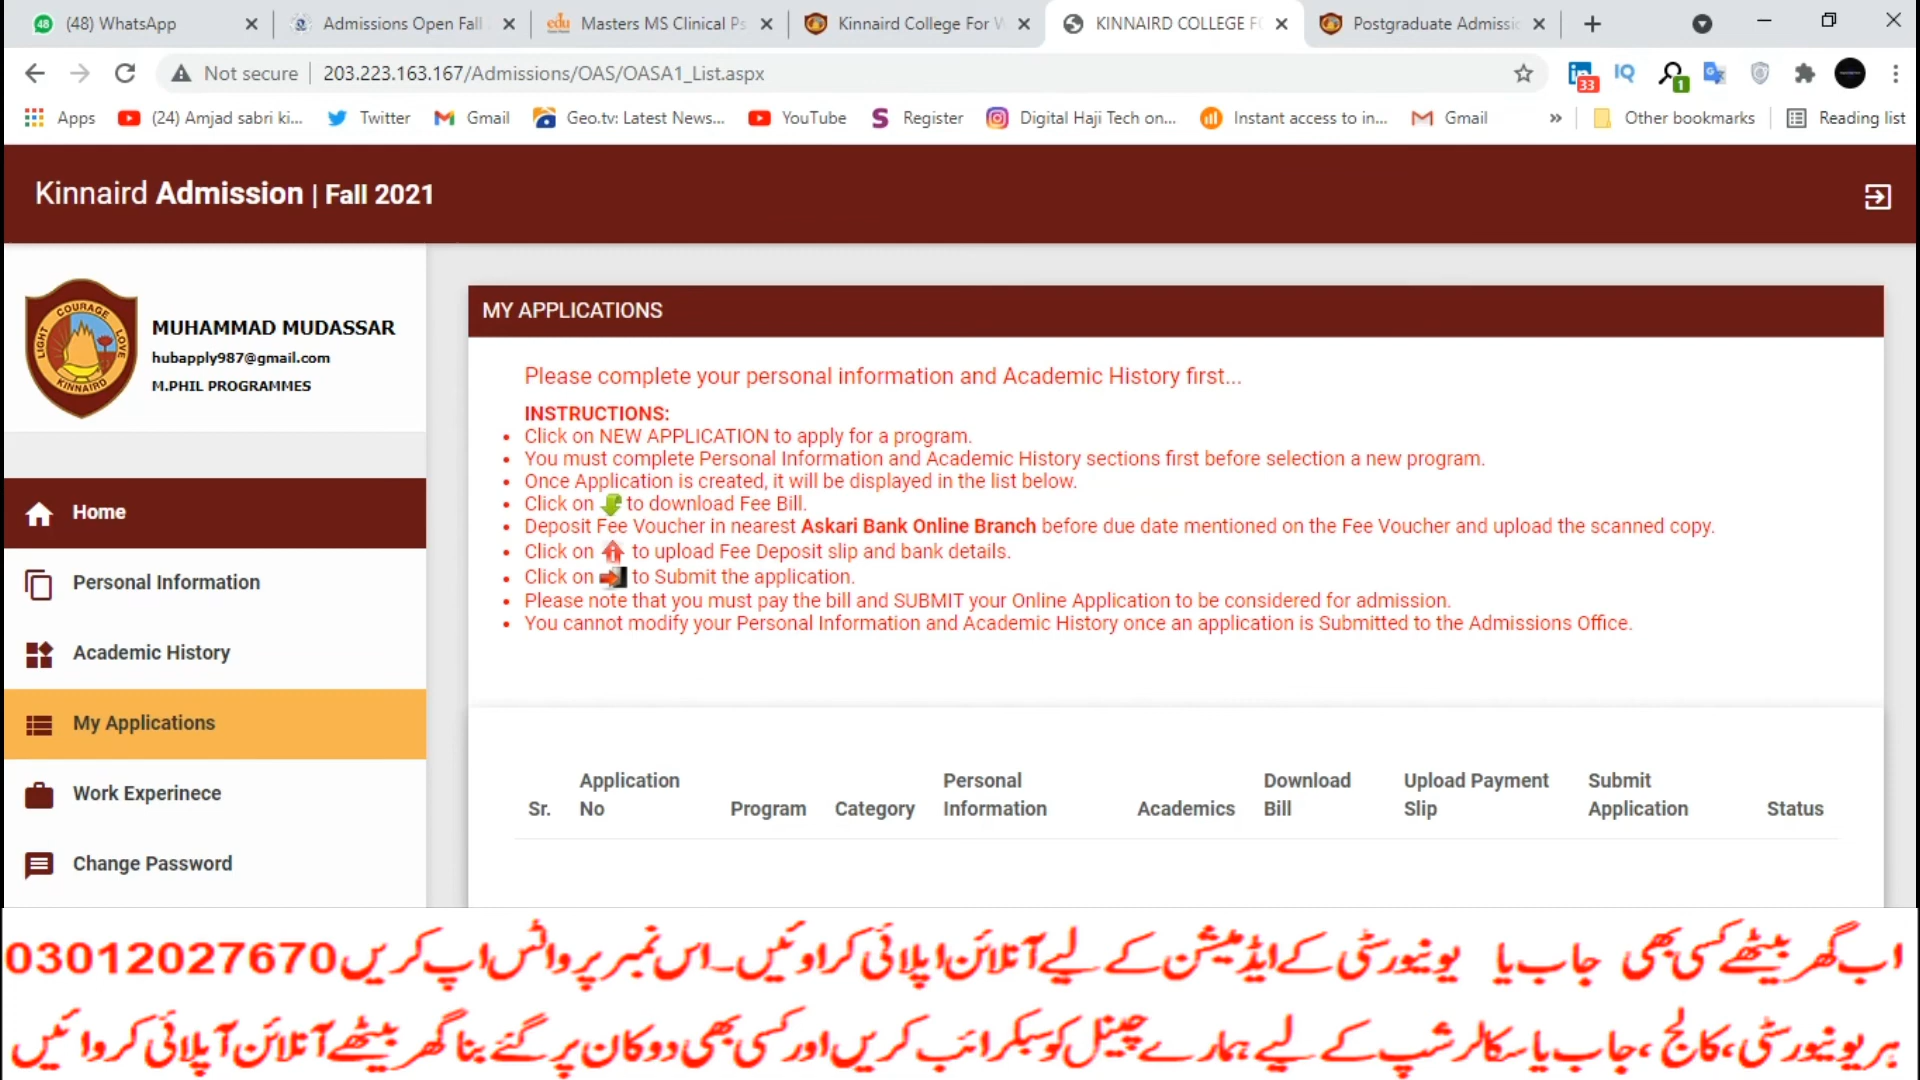 (48) WhatsApp
Admissions Open Fall
Masters MS Clinical Ps
Kinnaird College For W
KINNAIRD COLLEGE FO
Postgraduate Admissio
Not secure
203.223.163.167/Admissions/OAS/OASA1_List.aspx
33
IQ
1
Apps
(24) Amjad sabri ki...
Twitter
Gmail
Geo.tv: Latest News...
YouTube
Register
Digital Haji Tech on...
Instant access to in...
Gmail
»
Other bookmarks
Reading list
Kinnaird Admission | Fall 2021
COURAGE
LIGHT
LOVE
KINNAIRD
MUHAMMAD MUDASSAR
hubapply987@gmail.com
M.PHIL PROGRAMMES
Home
Personal Information
Academic History
My Applications
Work Experinece
Change Password
MY APPLICATIONS
Please complete your personal information and Academic History first...
INSTRUCTIONS:
• Click on NEW APPLICATION to apply for a program.
• You must complete Personal Information and Academic History sections first before selection a new program.
• Once Application is created, it will be displayed in the list below.
• Click on to download Fee Bill.
• Deposit Fee Voucher in nearest Askari Bank Online Branch before due date mentioned on the Fee Voucher and upload the scanned copy.
• Click on to upload Fee Deposit slip and bank details.
• Click on to Submit the application.
• Please note that you must pay the bill and SUBMIT your Online Application to be considered for admission.
• You cannot modify your Personal Information and Academic History once an application is Submitted to the Admissions Office.
Sr.
Application No
Program
Category
Personal Information
Academics
Download Bill
Upload Payment Slip
Submit Application
Status
اب گھر بیٹھے کسی بھی جاب یا یونیورسٹی کے ایڈمیشن کے لیے آنلائن اپلائی کراوئیں۔اس نمبر پر واٹس اپ کریں 03012027670
ہر یونیورسٹی، کالج ،جاب یا سکالرشپ کے لیے ہمارے چینل کو سبکرائب کریں اور کسی بھی دوکان پر گئے بنا گھر بیٹھے آنلائن آپلائی کروائیں